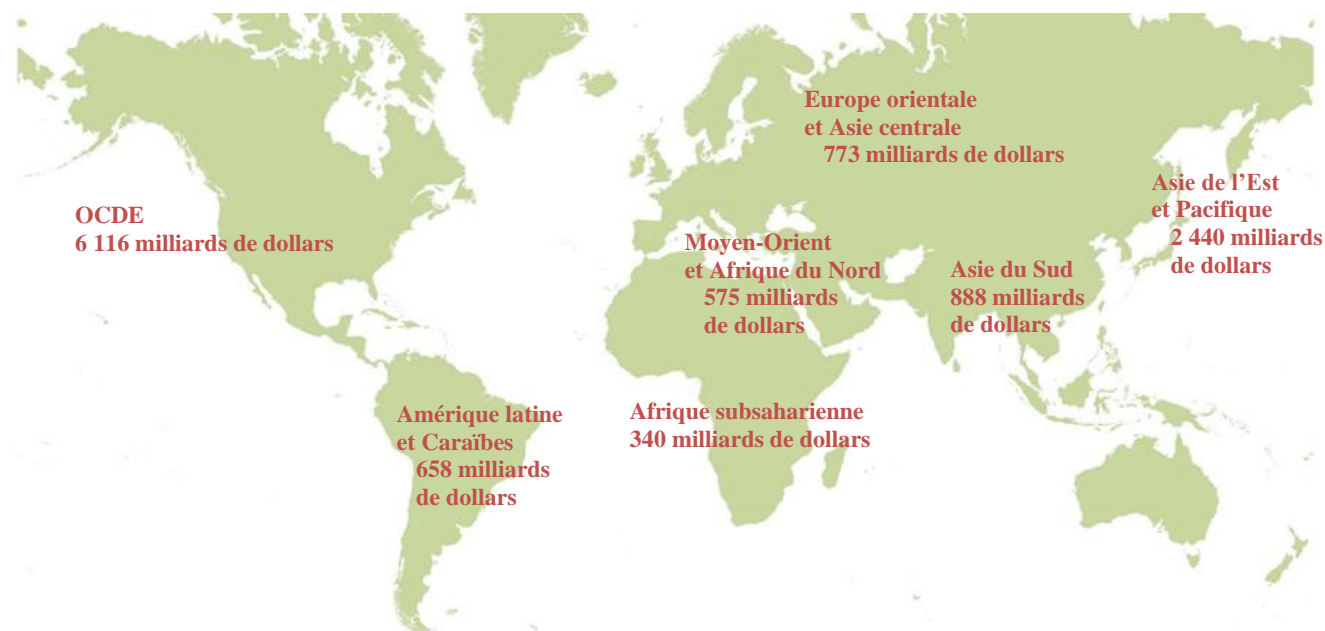 Europe orientale
et Asie centrale
773 milliards de dollars
Asie de l’Est
et Pacifique
2 440 milliards
de dollars
OCDE
6 116 milliards de dollars
Moyen-Orient
et Afrique du Nord
575 milliards
de dollars
Asie du Sud
888 milliards
de dollars
Amérique latine
et Caraïbes
658 milliards
de dollars
Afrique subsaharienne
340 milliards de dollars